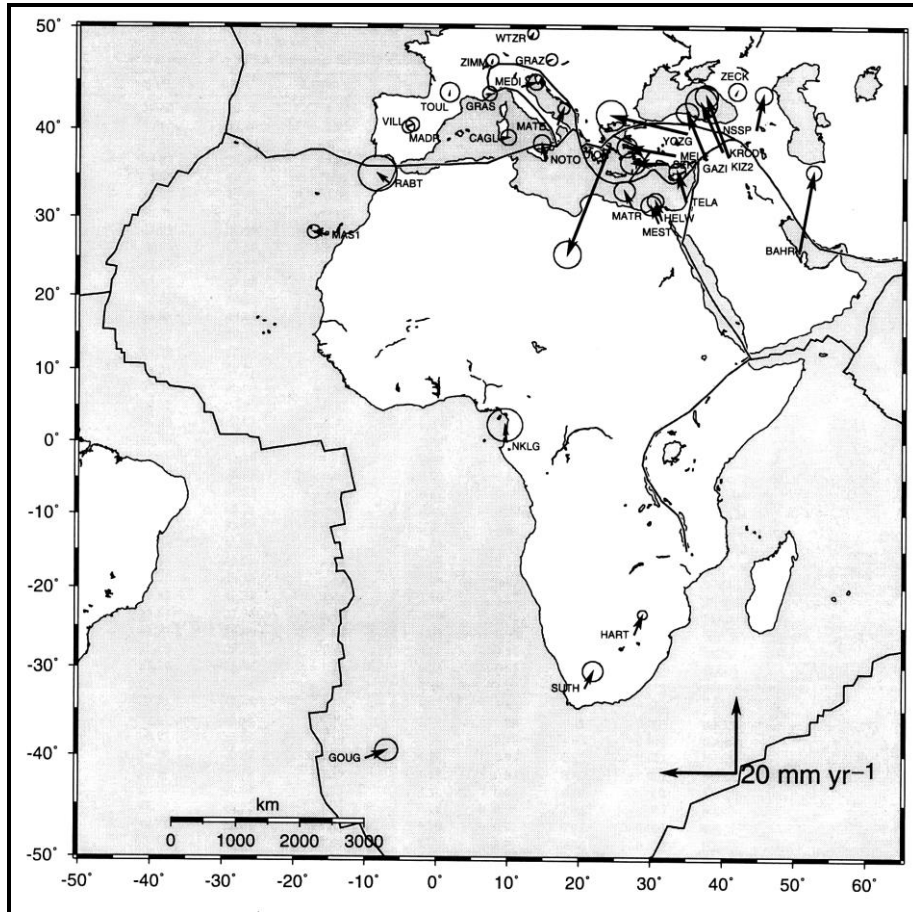 50˚
WTZR
ZIMM
GRAZ
MEDI
ZECK
TOUL
GRAS
VILL
MADR
CAGL
MATE
NOTO
40˚
NSSP
YOZG
KRCD
MEL
GAZI
KIZ2
RABT
TELA
MATR
HELW
MEST
30˚
MAS1
BAHR
20˚
10˚
0˚
NKLG
-10˚
-20˚
HART
-30˚
SUTH
-40˚
GOUG
20 mm yr−1
km
0 1000 2000 3000
-50˚
-50˚ -40˚ -30˚ -20˚ -10˚ 0˚ 10˚ 20˚ 30˚ 40˚ 50˚ 60˚